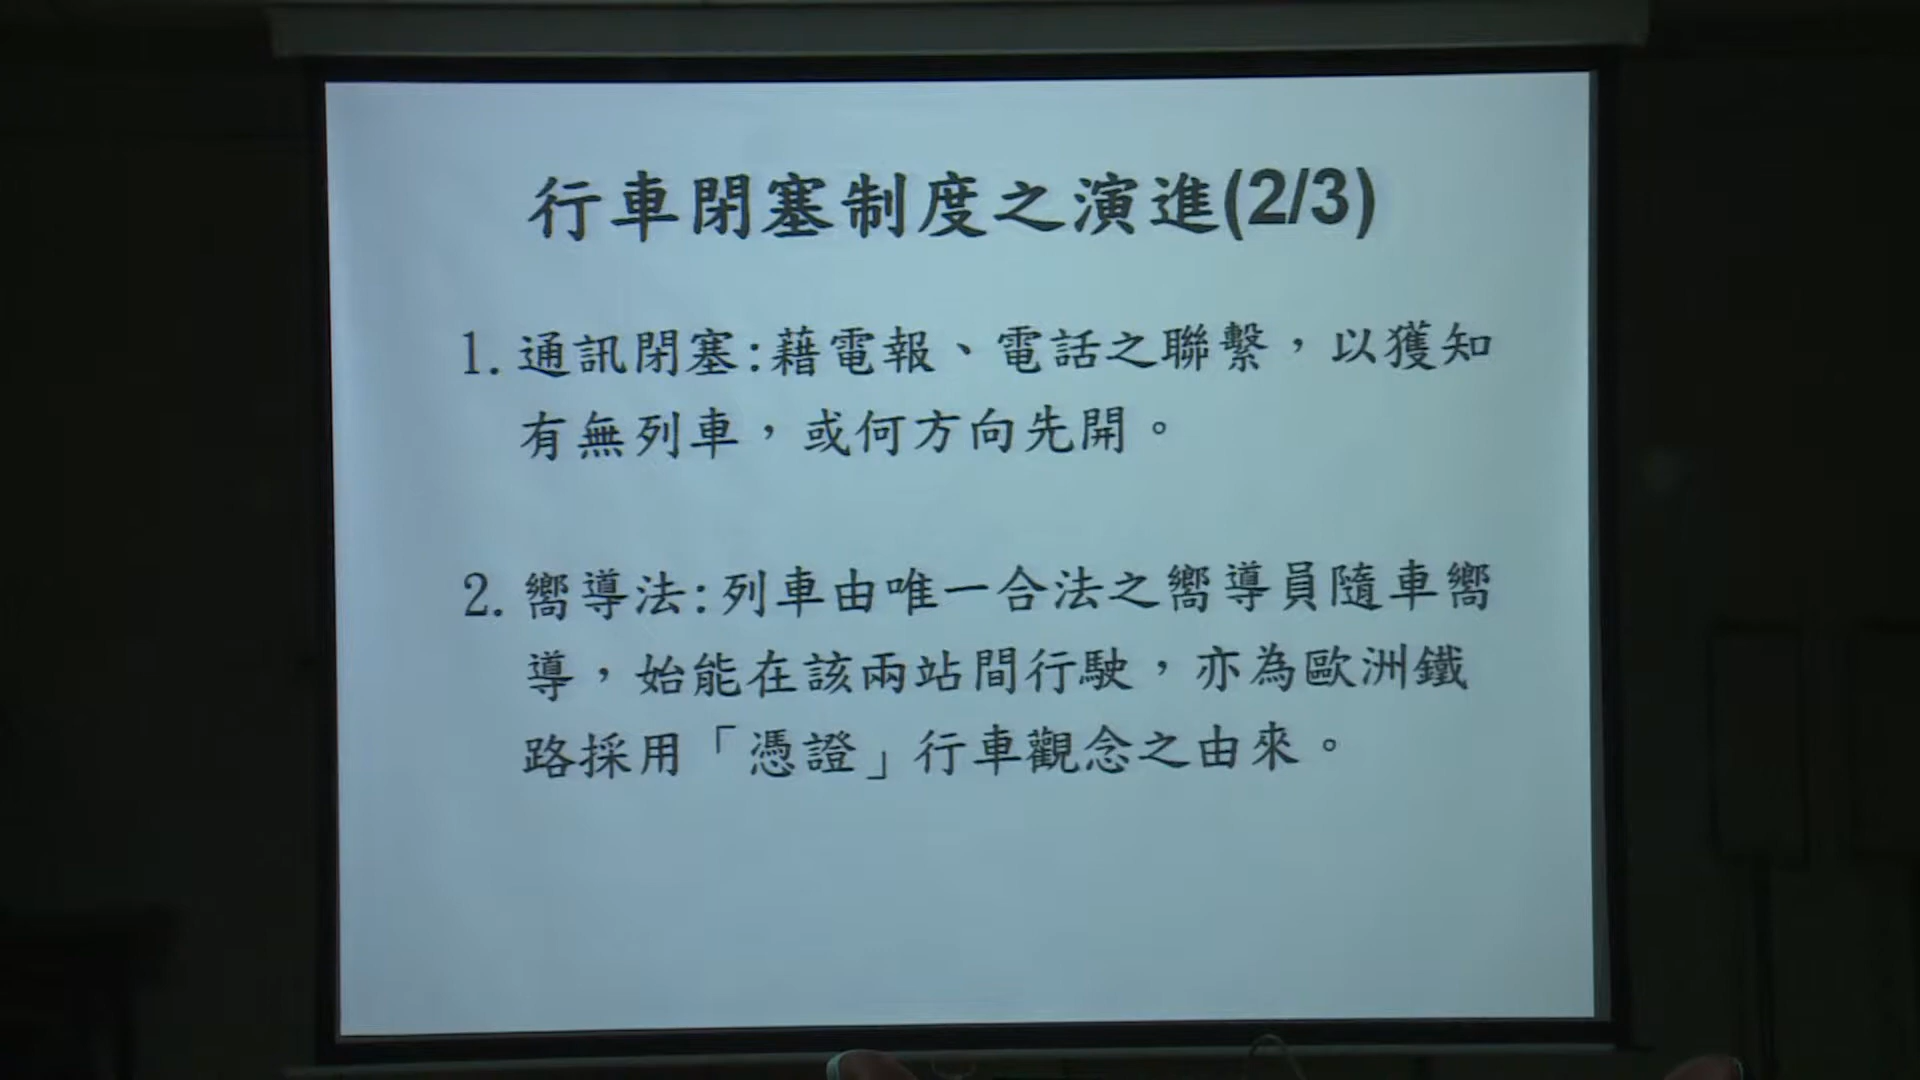 行車閉塞制度之演進(2/3)
1. 通訊閉塞:藉電報、電話之聯繫，以獲知
有無列車，或何方向先開。
2. 嚮導法:列車由唯一合法之嚮導員隨車嚮
導，始能在該兩站間行駛，亦為歐洲鐵
路採用「憑證」行車觀念之由來。